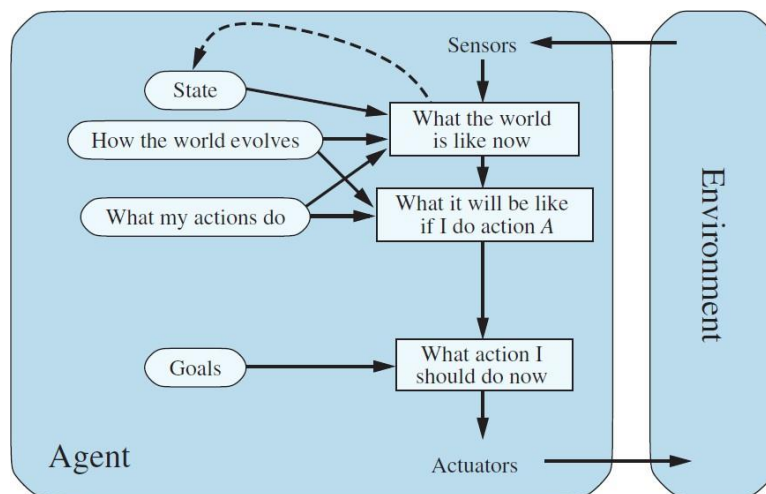 Sensors
State
What the world
is like now
How the world evolves
What it will be like
if I do action A
What my actions do
Environment
Goals
What action I
should do now
Agent
Actuators